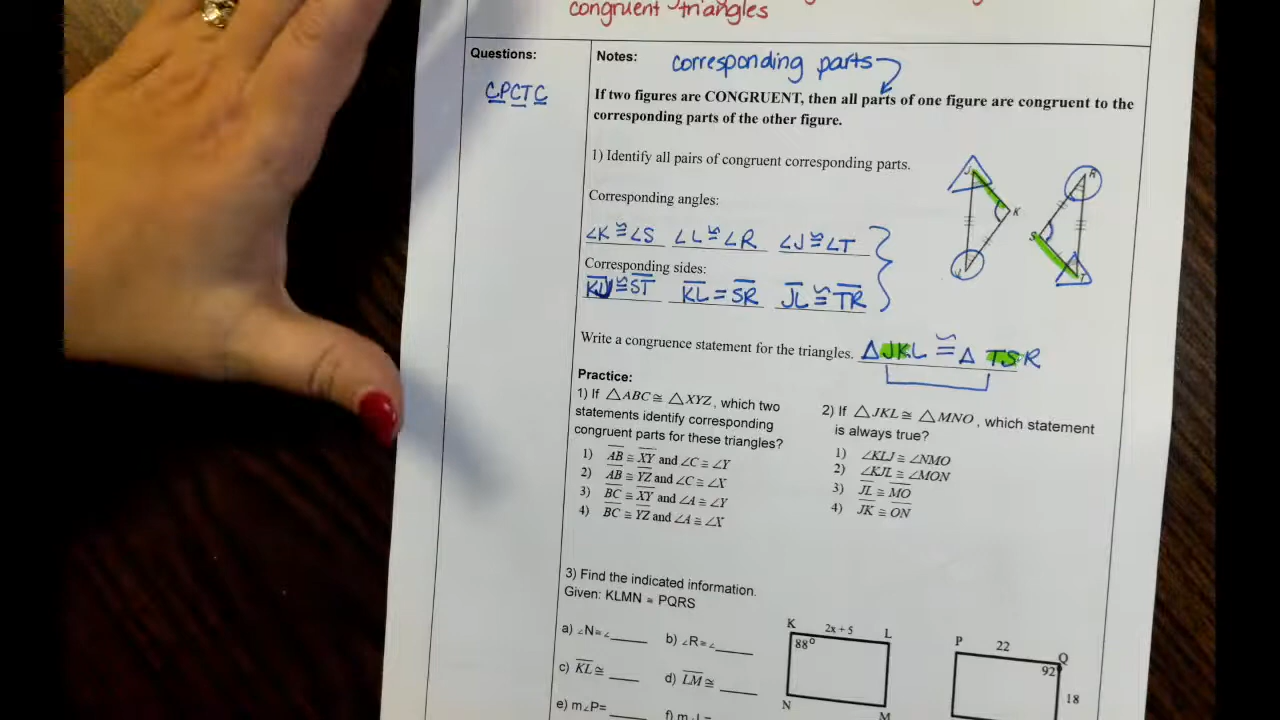 congruent triangles
Questions:
CPCTC
Notes:
corresponding parts
If two figures are CONGRUENT, then all parts of one figure are congruent to the
corresponding parts of the other figure.
1) Identify all pairs of congruent corresponding parts.
J
K
L
R
S
T
Corresponding angles:
∠K ≅ ∠S ∠L ≅ ∠R ∠J ≅ ∠T
Corresponding sides:
KJ ≅ ST KL = SR JL ≅ TR
Write a congruence statement for the triangles. △JKL ≅ △TSR
Practice:
1) If △ABC ≅ △XYZ, which two
statements identify corresponding
congruent parts for these triangles?
1) AB ≅ XY and ∠C ≅ ∠Y
2) AB ≅ YZ and ∠C ≅ ∠X
3) BC ≅ XY and ∠A ≅ ∠Y
4) BC ≅ YZ and ∠A ≅ ∠X
2) If △JKL ≅ △MNO, which statement
is always true?
1) ∠KLJ ≅ ∠NMO
2) ∠KJL ≅ ∠MON
3) JL ≅ MO
4) JK ≅ ON
3) Find the indicated information.
Given: KLMN ≅ PQRS
a) ∠N≅∠____ b) ∠R≅∠____
c) KL ≅ ____ d) LM ≅ ____
e) m∠P= ____
K 2x + 5 L
88°
N M
P 22 Q
92
18